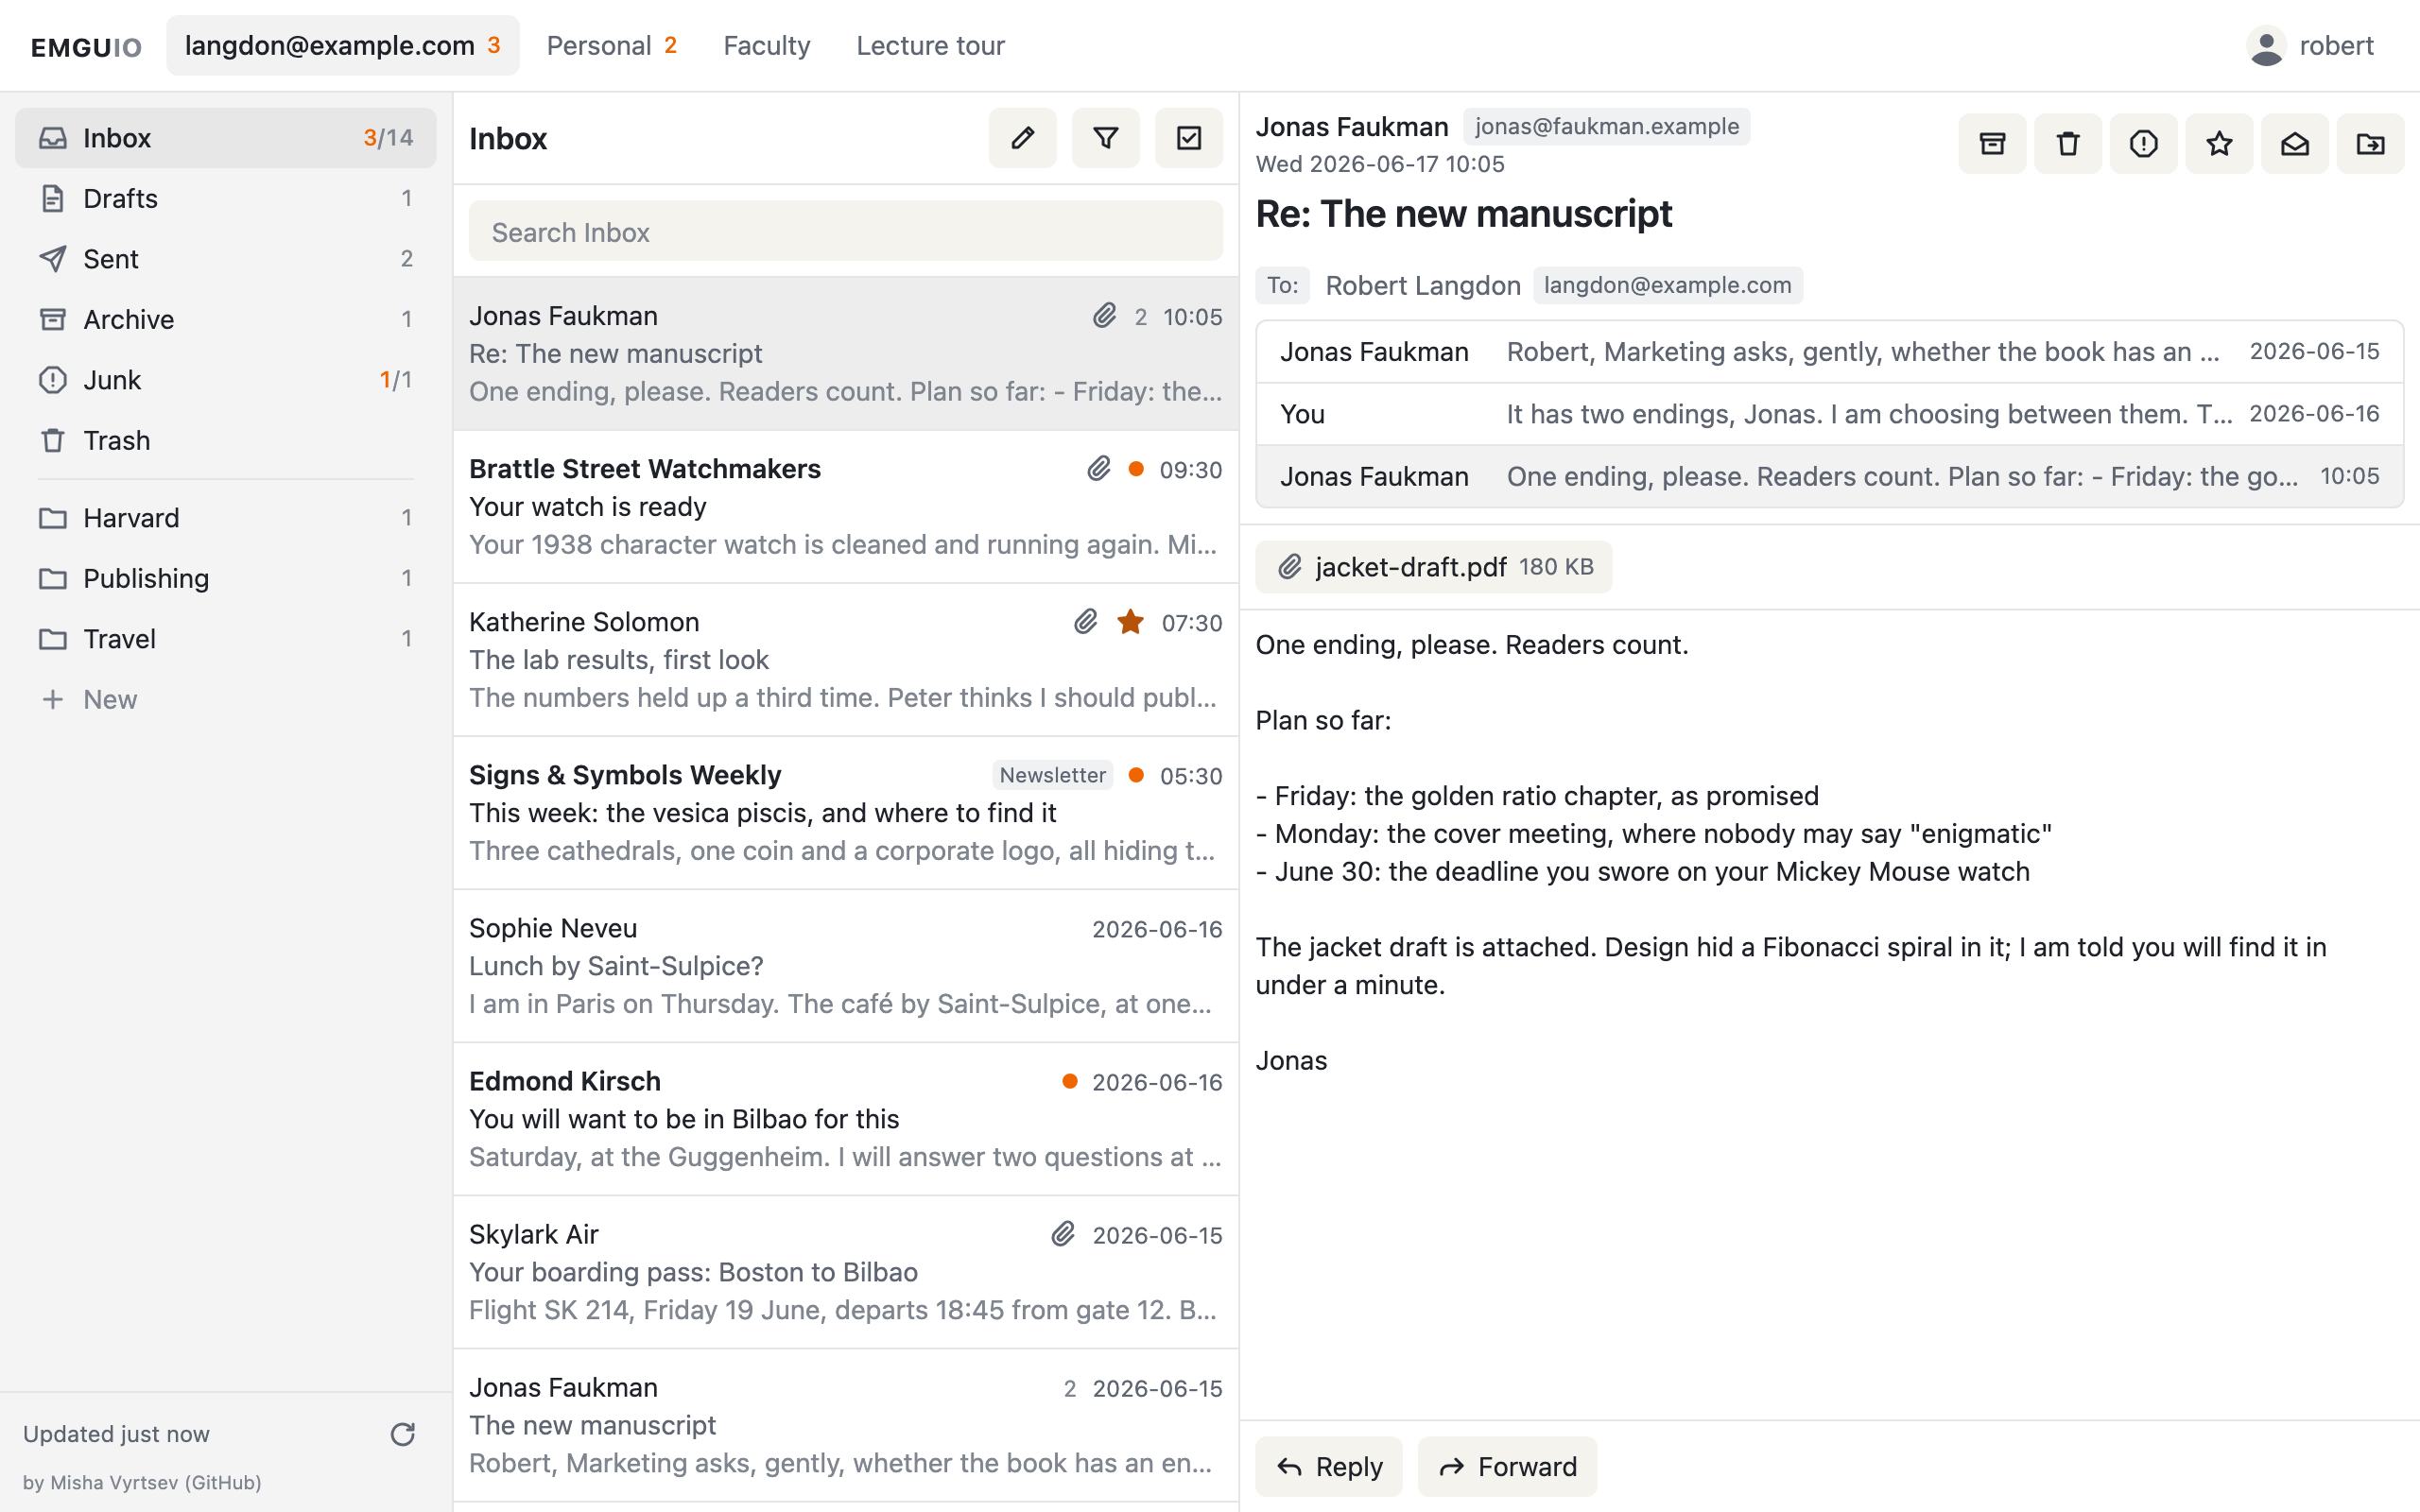 EMGUIO
langdon@example.com 3
Personal 2
Faculty
Lecture tour
robert
Inbox 3/14
Drafts 1
Sent 2
Archive 1
Junk 1/1
Trash
Harvard 1
Publishing 1
Travel 1
New
Updated just now
by Misha Vyrtsev (GitHub)
Inbox
Search Inbox
Jonas Faukman 2 10:05
Re: The new manuscript
One ending, please. Readers count. Plan so far: - Friday: the...
Brattle Street Watchmakers 09:30
Your watch is ready
Your 1938 character watch is cleaned and running again. Mi...
Katherine Solomon 07:30
The lab results, first look
The numbers held up a third time. Peter thinks I should publ...
Signs & Symbols Weekly Newsletter 05:30
This week: the vesica piscis, and where to find it
Three cathedrals, one coin and a corporate logo, all hiding t...
Sophie Neveu 2026-06-16
Lunch by Saint-Sulpice?
I am in Paris on Thursday. The café by Saint-Sulpice, at one...
Edmond Kirsch 2026-06-16
You will want to be in Bilbao for this
Saturday, at the Guggenheim. I will answer two questions at ...
Skylark Air 2026-06-15
Your boarding pass: Boston to Bilbao
Flight SK 214, Friday 19 June, departs 18:45 from gate 12. B...
Jonas Faukman 2 2026-06-15
The new manuscript
Robert, Marketing asks, gently, whether the book has an en...
Jonas Faukman jonas@faukman.example
Wed 2026-06-17 10:05
Re: The new manuscript
To: Robert Langdon langdon@example.com
Jonas Faukman Robert, Marketing asks, gently, whether the book has an ... 2026-06-15
You It has two endings, Jonas. I am choosing between them. T... 2026-06-16
Jonas Faukman One ending, please. Readers count. Plan so far: - Friday: the go... 10:05
jacket-draft.pdf 180 KB
One ending, please. Readers count.
Plan so far:
- Friday: the golden ratio chapter, as promised
- Monday: the cover meeting, where nobody may say "enigmatic"
- June 30: the deadline you swore on your Mickey Mouse watch
The jacket draft is attached. Design hid a Fibonacci spiral in it; I am told you will find it in
under a minute.
Jonas
Reply
Forward